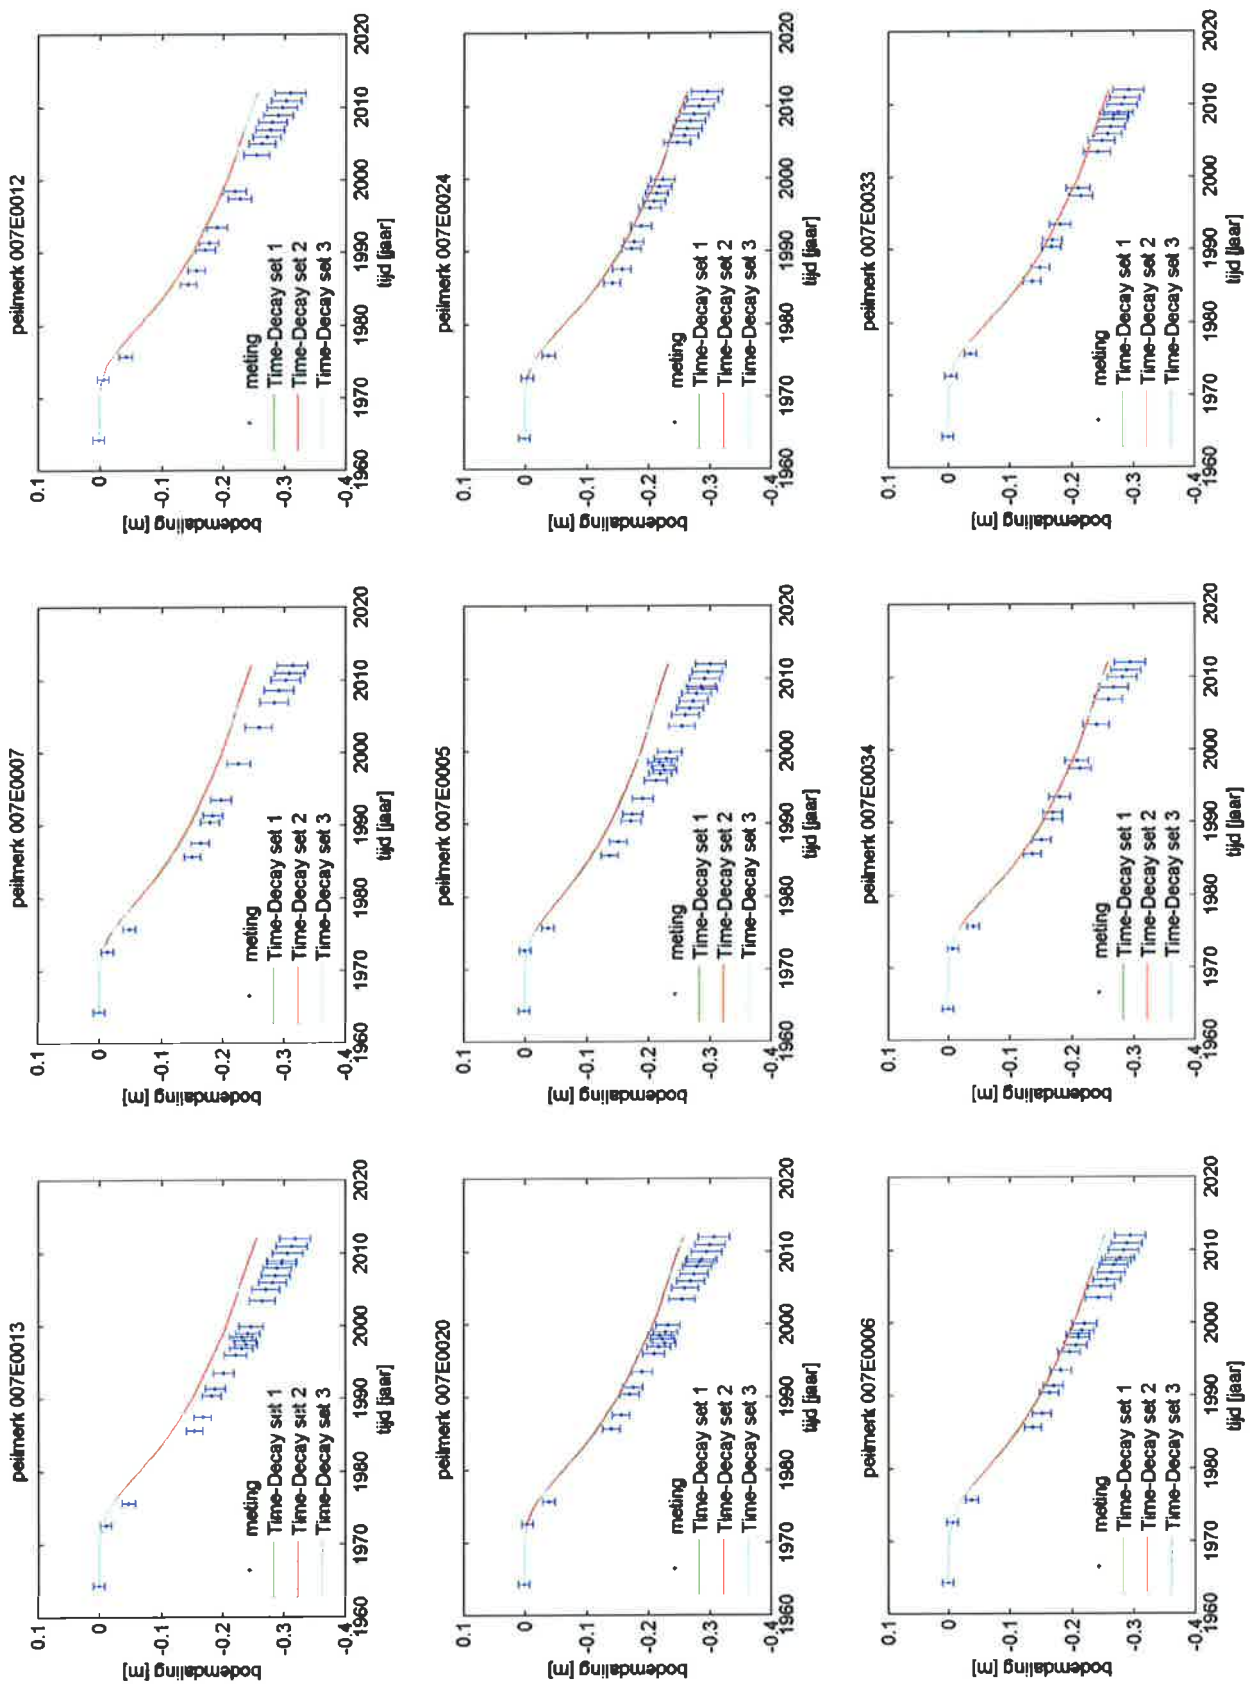 peilmerk 007E0013
bodemdaling [m]
0.1
0
-0.1
-0.2
-0.3
-0.4
meting
Time-Decay set 1
Time-Decay set 2
Time-Decay set 3
1960 1970 1980 1990 2000 2010 2020
tijd [jaar]
peilmerk 007E0007
bodemdaling [m]
0.1
0
-0.1
-0.2
-0.3
-0.4
meting
Time-Decay set 1
Time-Decay set 2
Time-Decay set 3
1960 1970 1980 1990 2000 2010 2020
tijd [jaar]
peilmerk 007E0012
bodemdaling [m]
0.1
0
-0.1
-0.2
-0.3
-0.4
meting
Time-Decay set 1
Time-Decay set 2
Time-Decay set 3
1960 1970 1980 1990 2000 2010 2020
tijd [jaar]
peilmerk 007E0020
bodemdaling [m]
0.1
0
-0.1
-0.2
-0.3
-0.4
meting
Time-Decay set 1
Time-Decay set 2
Time-Decay set 3
1960 1970 1980 1990 2000 2010 2020
tijd [jaar]
peilmerk 007E0005
bodemdaling [m]
0.1
0
-0.1
-0.2
-0.3
-0.4
meting
Time-Decay set 1
Time-Decay set 2
Time-Decay set 3
1960 1970 1980 1990 2000 2010 2020
tijd [jaar]
peilmerk 007E0024
bodemdaling [m]
0.1
0
-0.1
-0.2
-0.3
-0.4
meting
Time-Decay set 1
Time-Decay set 2
Time-Decay set 3
1960 1970 1980 1990 2000 2010 2020
tijd [jaar]
peilmerk 007E0006
bodemdaling [m]
0.1
0
-0.1
-0.2
-0.3
-0.4
meting
Time-Decay set 1
Time-Decay set 2
Time-Decay set 3
1960 1970 1980 1990 2000 2010 2020
tijd [jaar]
peilmerk 007E0034
bodemdaling [m]
0.1
0
-0.1
-0.2
-0.3
-0.4
meting
Time-Decay set 1
Time-Decay set 2
Time-Decay set 3
1960 1970 1980 1990 2000 2010 2020
tijd [jaar]
peilmerk 007E0033
bodemdaling [m]
0.1
0
-0.1
-0.2
-0.3
-0.4
meting
Time-Decay set 1
Time-Decay set 2
Time-Decay set 3
1960 1970 1980 1990 2000 2010 2020
tijd [jaar]